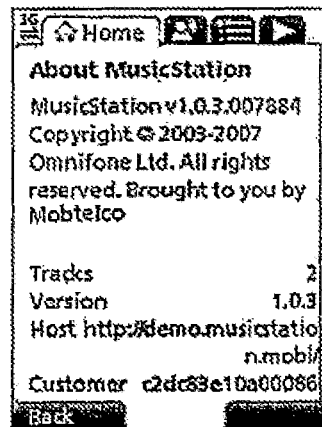 3G Home
About MusicStation
MusicStation v1.0.3.007884
Copyright © 2003-2007
Omnifone Ltd. All rights
reserved. Brought to you by
Mobtelco
Tracks 2
Version 1.0.3
Host http://demo.musicstatio
n.mobi/
Customer c2dc83e10a00086
Back